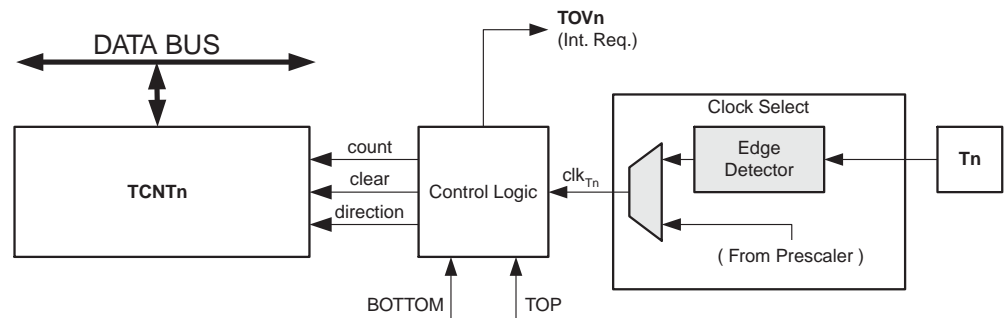 TOVn
(Int. Req.)
DATA BUS
Clock Select
count
Edge
Detector
Tn
TCNTn
clear
Control Logic
clkTn
direction
( From Prescaler )
BOTTOM
TOP